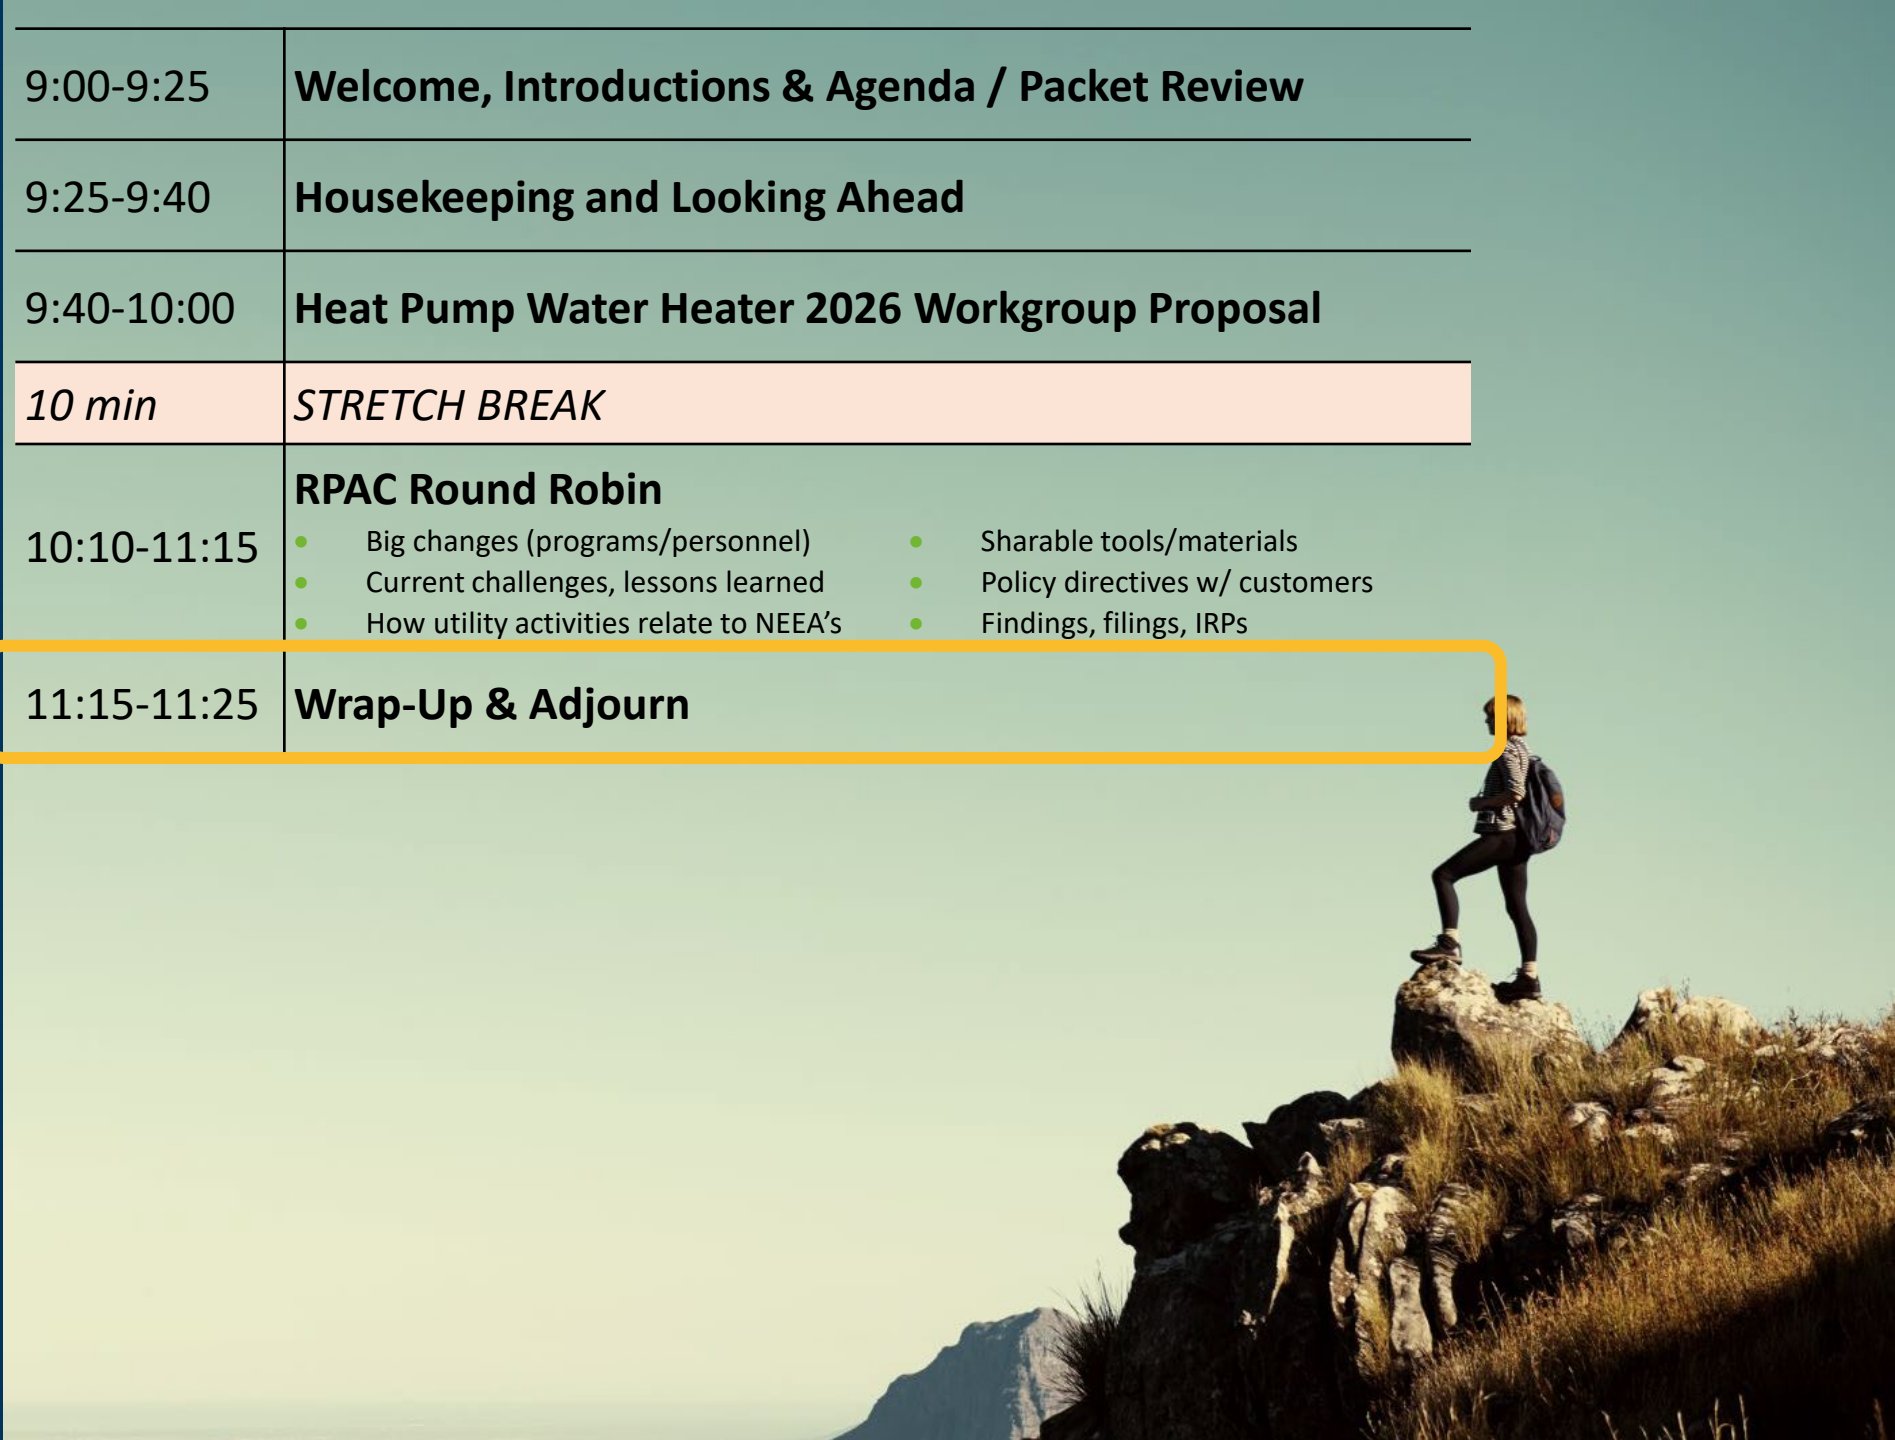 9:00-9:25 Welcome, Introductions & Agenda / Packet Review
9:25-9:40 Housekeeping and Looking Ahead
9:40-10:00 Heat Pump Water Heater 2026 Workgroup Proposal
10 min STRETCH BREAK
RPAC Round Robin
10:10-11:15
Big changes (programs/personnel)
Current challenges, lessons learned
How utility activities relate to NEEA’s
Sharable tools/materials
Policy directives w/ customers
Findings, filings, IRPs
11:15-11:25 Wrap-Up & Adjourn